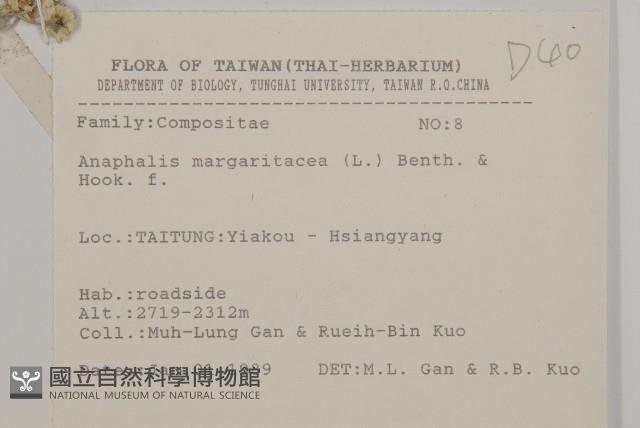 FLORA OF TAIWAN(THAI-HERBARIUM)
D40
DEPARTMENT OF BIOLOGY, TUNGHAI UNIVERSITY, TAIWAN R.O.CHINA
Family:Compositae NO:8
Anaphalis margaritacea (L.) Benth. &
Hook. f.
Loc.:TAITUNG:Yiakou - Hsiangyang
Hab.:roadside
Alt.:2719-2312m
Coll.:Muh-Lung Gan & Rueih-Bin Kuo
DET:M.L. Gan & R.B. Kuo
國立自然科學博物館
NATIONAL MUSEUM OF NATURAL SCIENCE